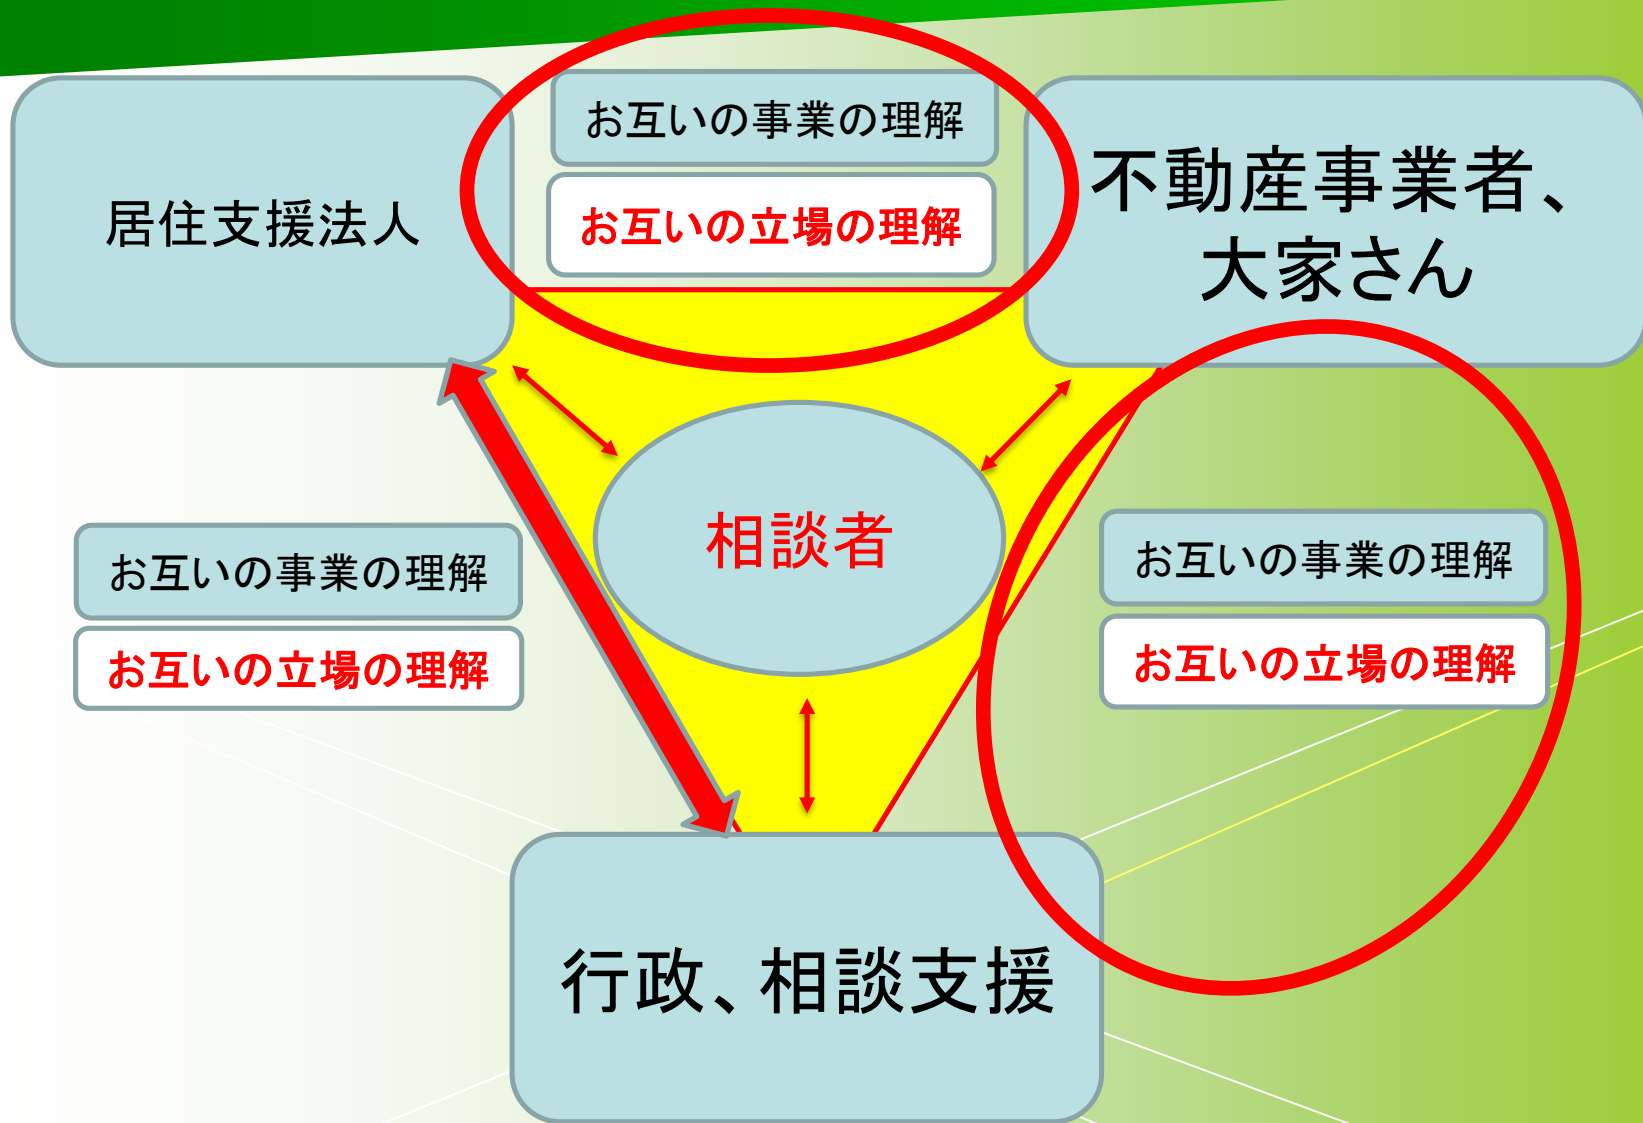 お互いの事業の理解
お互いの立場の理解
居住支援法人
不動産事業者、
大家さん
相談者
お互いの事業の理解
お互いの立場の理解
お互いの事業の理解
お互いの立場の理解
行政、相談支援